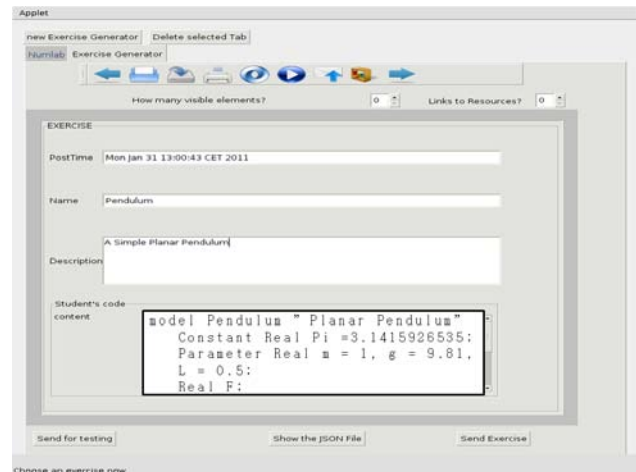 Applet
new Exercise Generator Delete selected Tab
Numlab Exercise Generator
How many visible elements? 0 Links to Resources? 0
EXERCISE
PostTime Mon Jan 31 13:00:43 CET 2011
Name Pendulum
A Simple Planar Pendulum
Description
Student's code
content
model Pendulum " Planar Pendulum"
Constant Real Pi =3.1415926535;
Parameter Real m = 1, g = 9.81,
L = 0.5;
Real F;
Send for testing Show the JSON File Send Exercise
Choose an exercise now